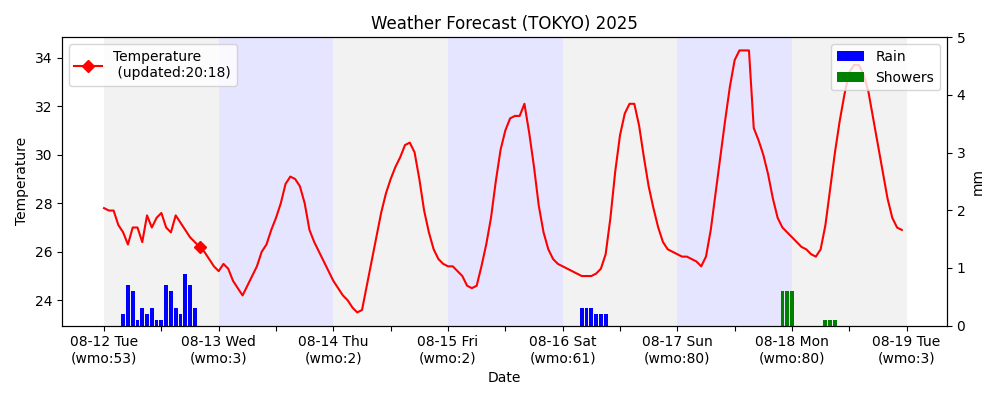 Weather Forecast (TOKYO) 2025
Temperature
(updated:20:18)
Rain
Showers
34
32
30
28
26
24
Temperature
5
4
3
2
1
0
mm
08-12 Tue
(wmo:53)
08-13 Wed
(wmo:3)
08-14 Thu
(wmo:2)
08-15 Fri
(wmo:2)
08-16 Sat
(wmo:61)
08-17 Sun
(wmo:80)
08-18 Mon
(wmo:80)
08-19 Tue
(wmo:3)
Date